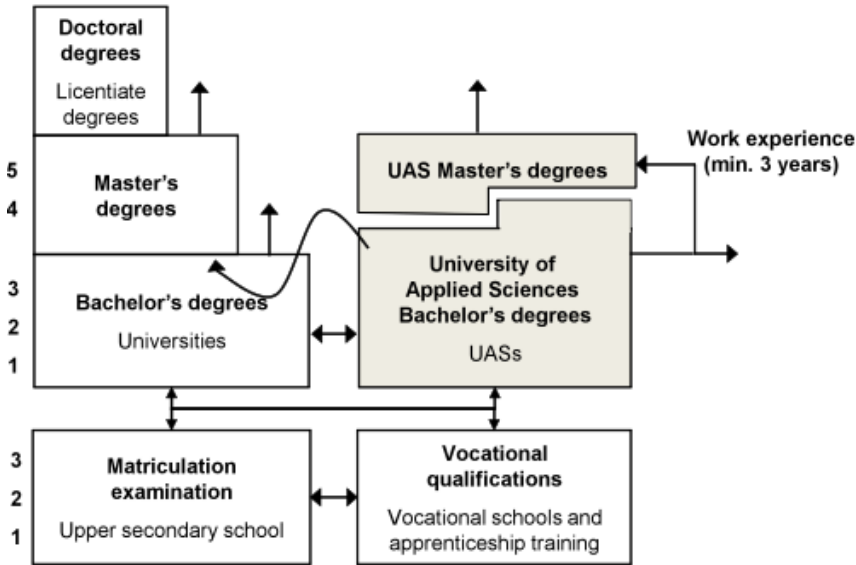 Doctoral
degrees
Licentiate
degrees
5
4
Master's
degrees
UAS Master's degrees
Work experience
(min. 3 years)
3
2
1
Bachelor's degrees
Universities
University of
Applied Sciences
Bachelor's degrees
UASs
3
2
1
Matriculation
examination
Upper secondary school
Vocational
qualifications
Vocational schools and
apprenticeship training